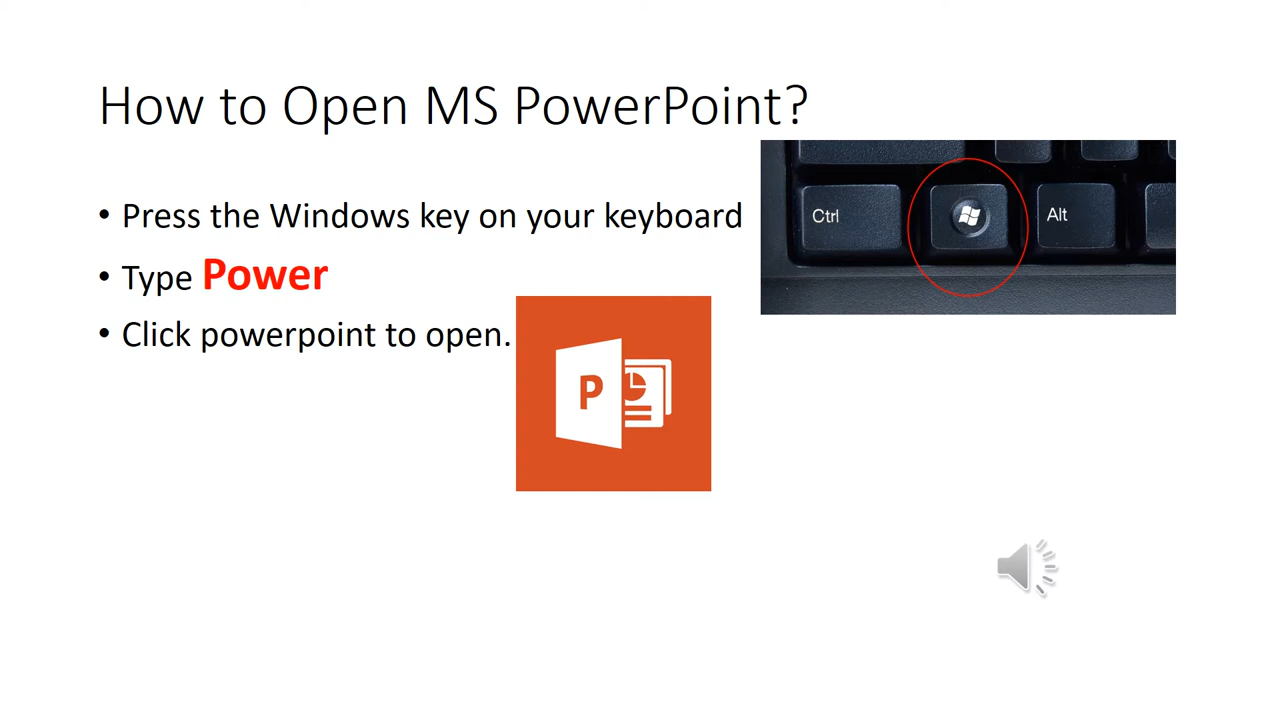 How to Open MS PowerPoint?
• Press the Windows key on your keyboard
• Type Power
• Click powerpoint to open.
Ctrl
Alt
P